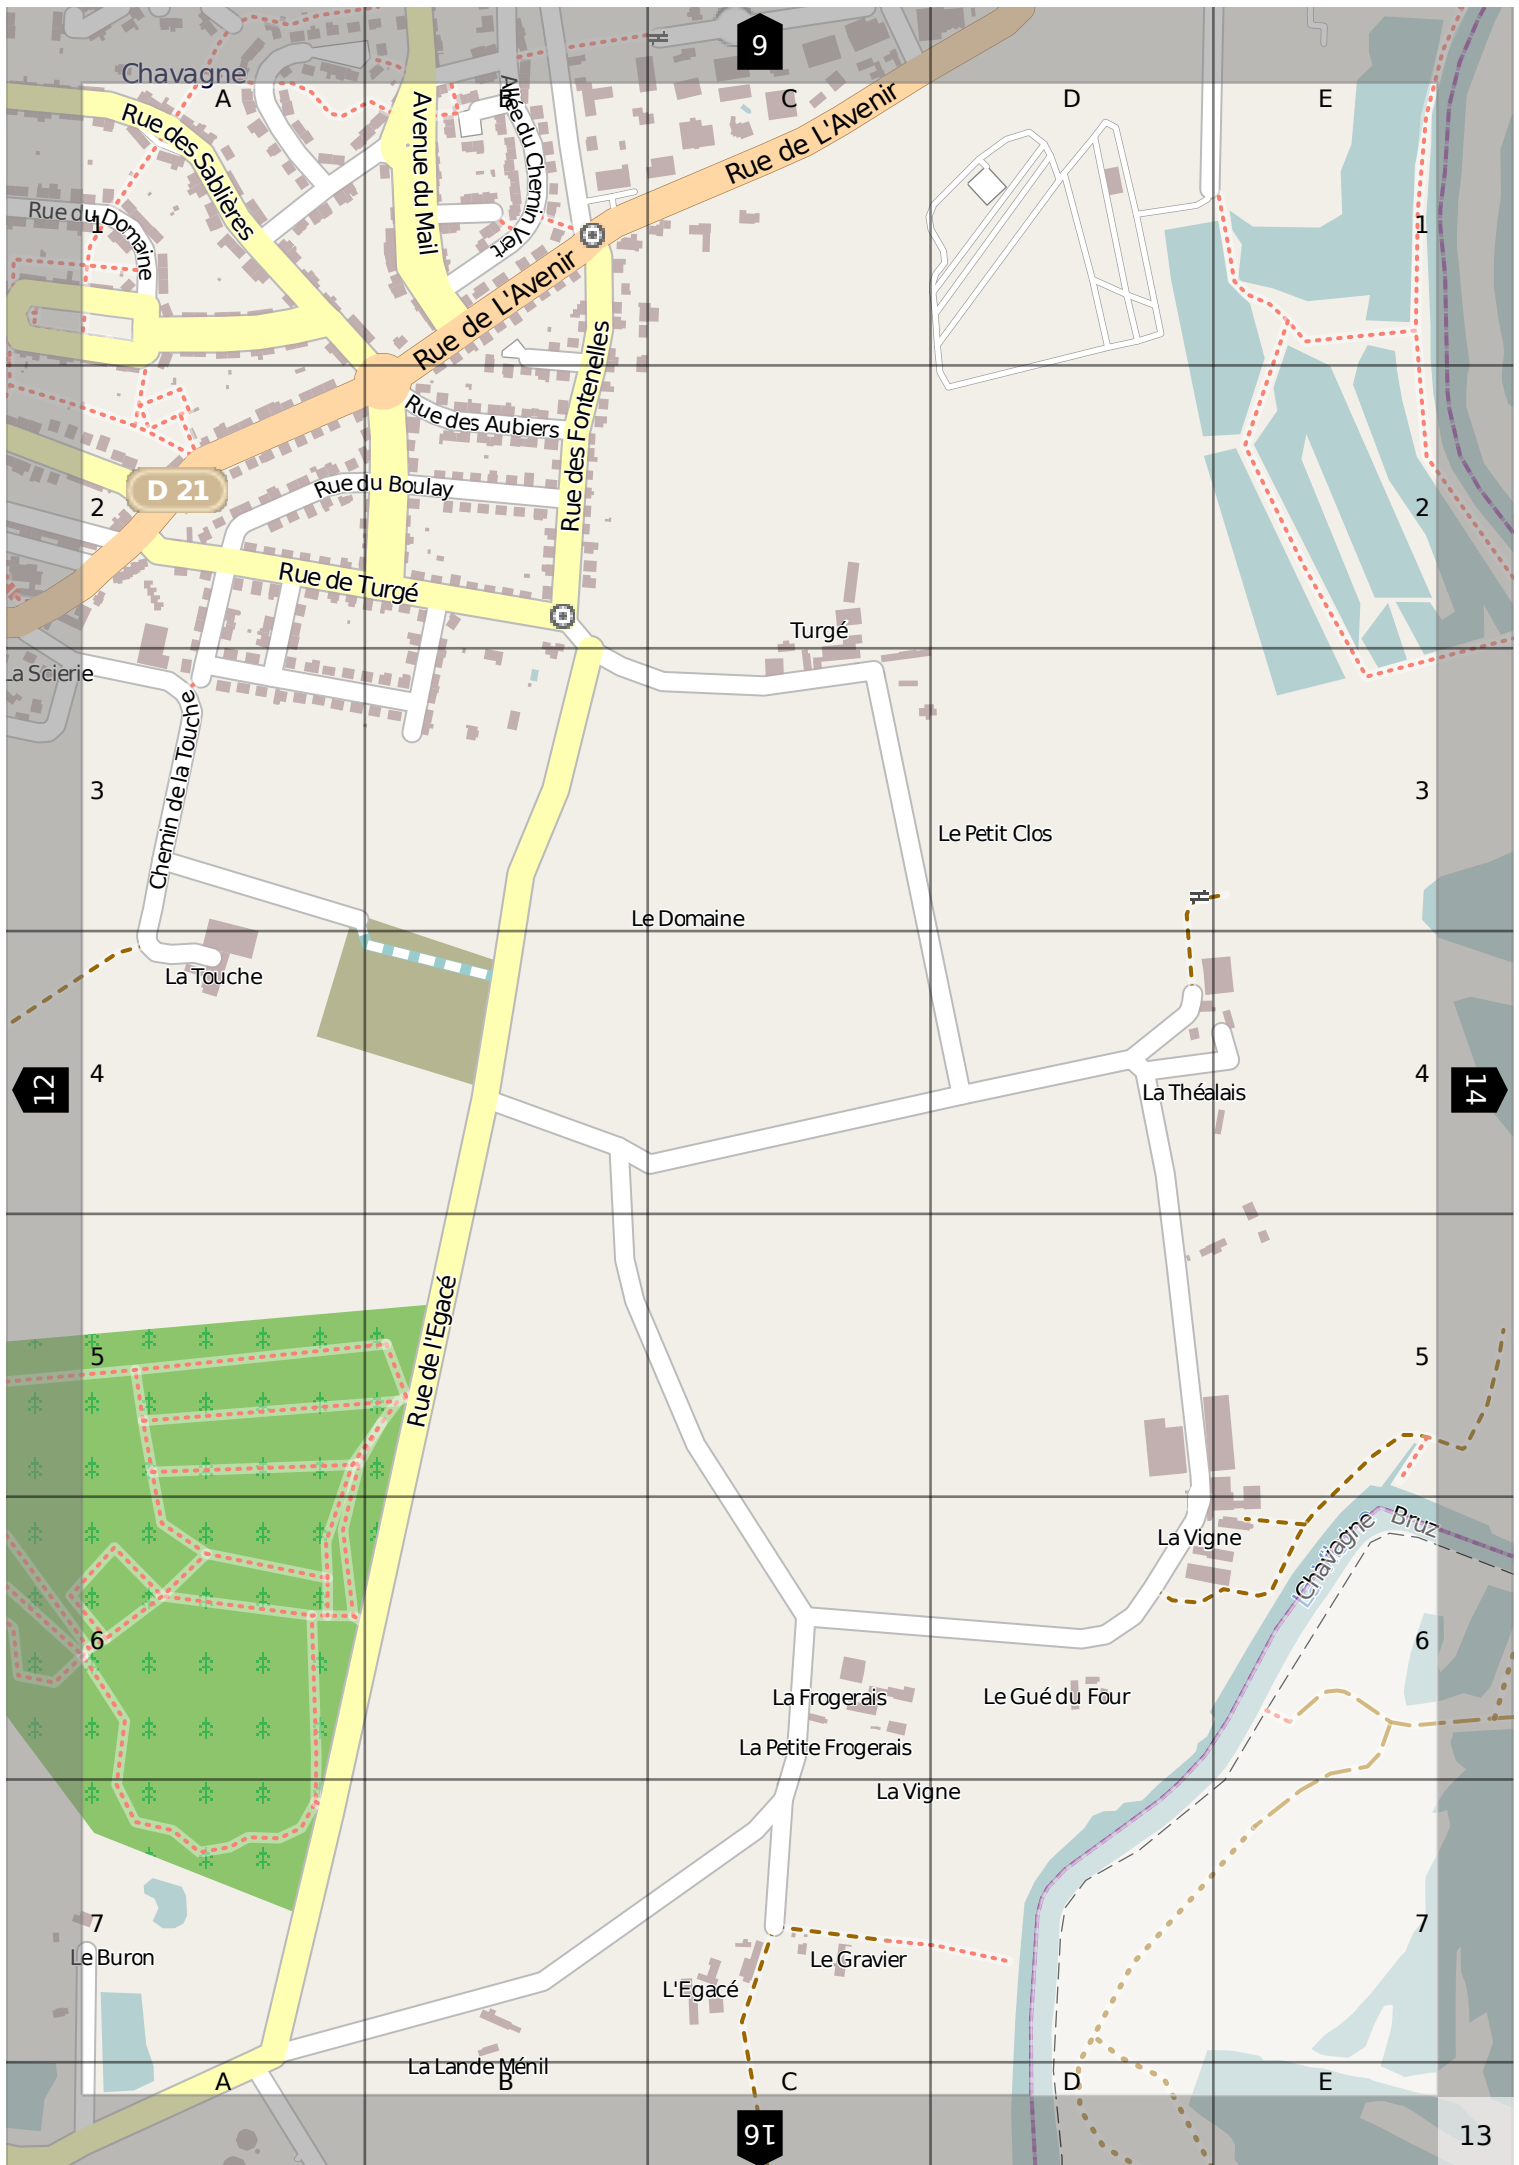 9
Chavagne
A
B
C
D
E
Rue des Sablières
Avenue du Mail
Allée du Chemin Vert
Rue de L'Avenir
Rue du Domaine
1
1
Rue de L'Avenir
Rue des Fontenelles
Rue des Aubiers
D 21
Rue du Boulay
2
2
Rue de Turgé
Turgé
La Scierie
Chemin de la Touche
3
3
Le Petit Clos
Le Domaine
La Touche
12
4
4
14
La Théalais
Rue de l'Egacé
5
5
La Vigne
Chavagne
Bruz
6
6
La Frogerais
Le Gué du Four
La Petite Frogerais
La Vigne
7
7
Le Buron
Le Gravier
L'Egacé
La Lande Ménil
A
B
C
D
E
16
13